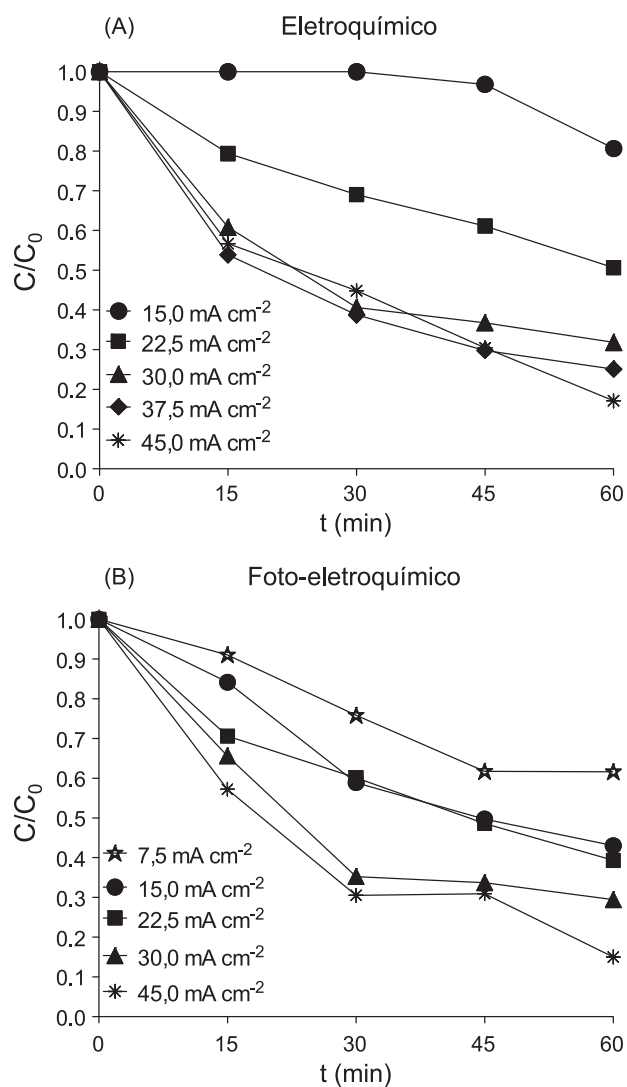 (A) Eletroquímico
1.0
0.9
0.8
0.7
0.6
0.5
0.4
0.3
0.2
0.1
0.0
C/C₀
15,0 mA cm⁻²
22,5 mA cm⁻²
30,0 mA cm⁻²
37,5 mA cm⁻²
45,0 mA cm⁻²
0 15 30 45 60
t (min)
(B) Foto-eletroquímico
1.0
0.9
0.8
0.7
0.6
0.5
0.4
0.3
0.2
0.1
0.0
C/C₀
7,5 mA cm⁻²
15,0 mA cm⁻²
22,5 mA cm⁻²
30,0 mA cm⁻²
45,0 mA cm⁻²
0 15 30 45 60
t (min)